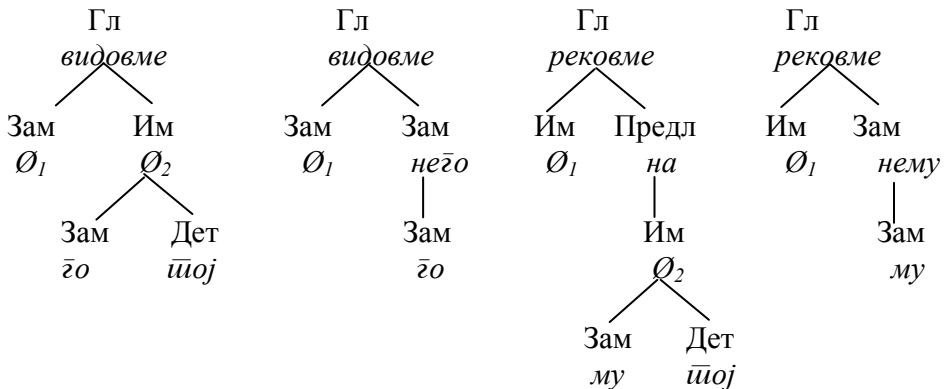 Гл Гл Гл Гл
видовме видовме рековме рековме
Зам Им Зам Зам Им Предл Им Зам
Ø1 Ø2 Ø1 него Ø1 на Ø1 нему
Зам Дет Зам Им Зам
го тој го Ø2 му
Зам Дет
му тој